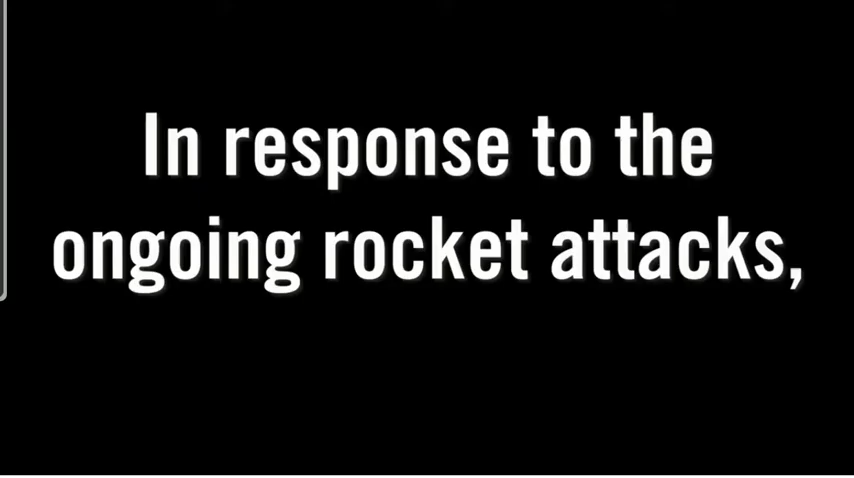 In response to the
ongoing rocket attacks,